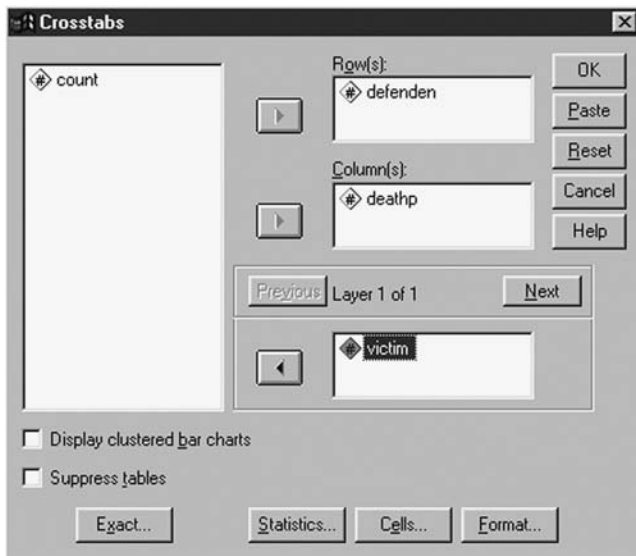 Crosstabs
count
Row(s):
defenden
Column(s):
deathp
Previous
Layer 1 of 1
Next
victim
OK
Paste
Reset
Cancel
Help
Display clustered bar charts
Suppress tables
Exact...
Statistics...
Cells...
Format...